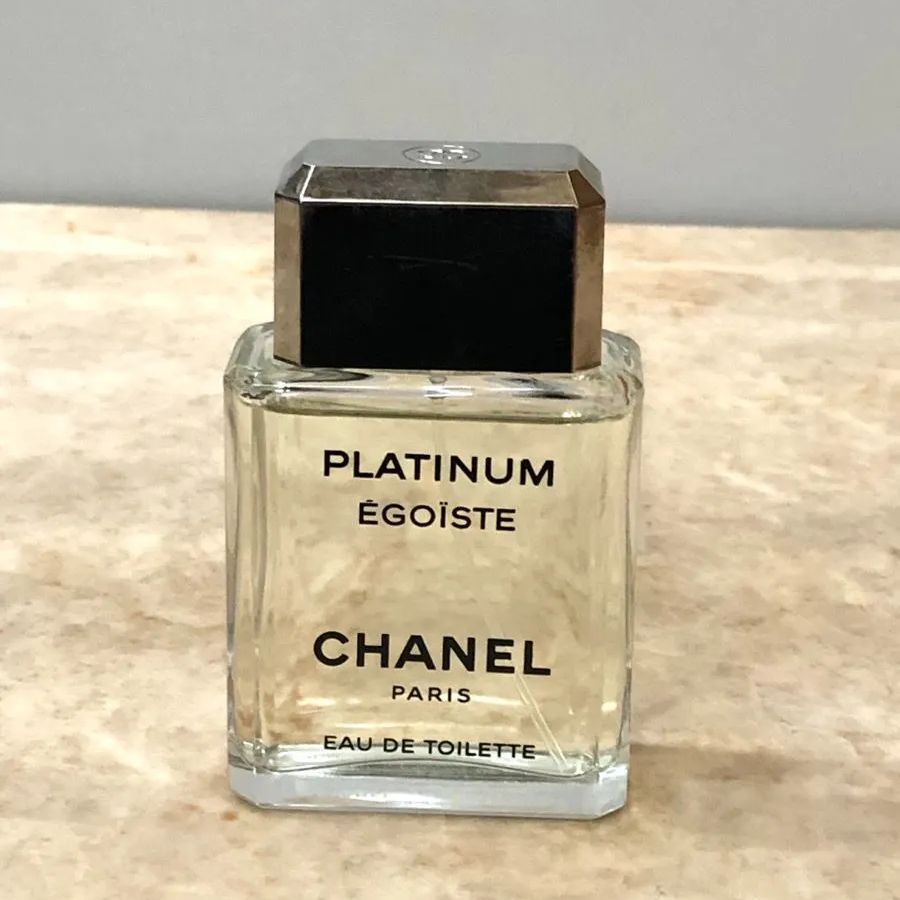 PLATINUM
ÉGOÏSTE
CHANEL
PARIS
EAU DE TOILETTE